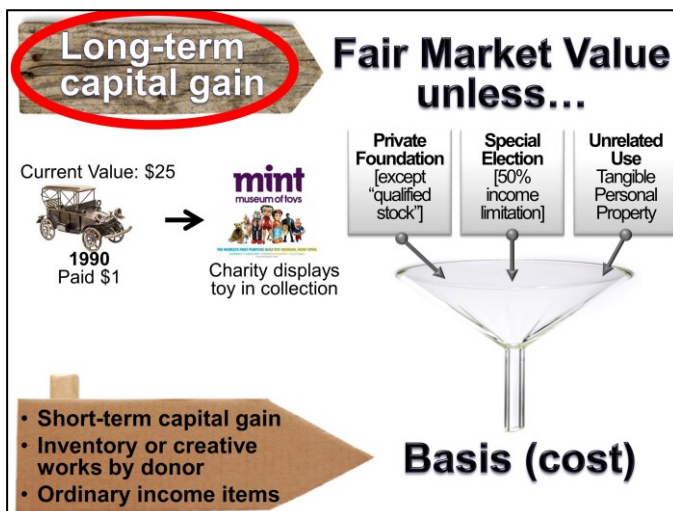 Long-term
capital gain
Fair Market Value
unless…
Private
Foundation
[except
“qualified
stock”]
Special
Election
[50%
income
limitation]
Unrelated
Use
Tangible
Personal
Property
Current Value: $25
1990
Paid $1
mint
museum of toys
Charity displays
toy in collection
• Short-term capital gain
• Inventory or creative
works by donor
• Ordinary income items
Basis (cost)